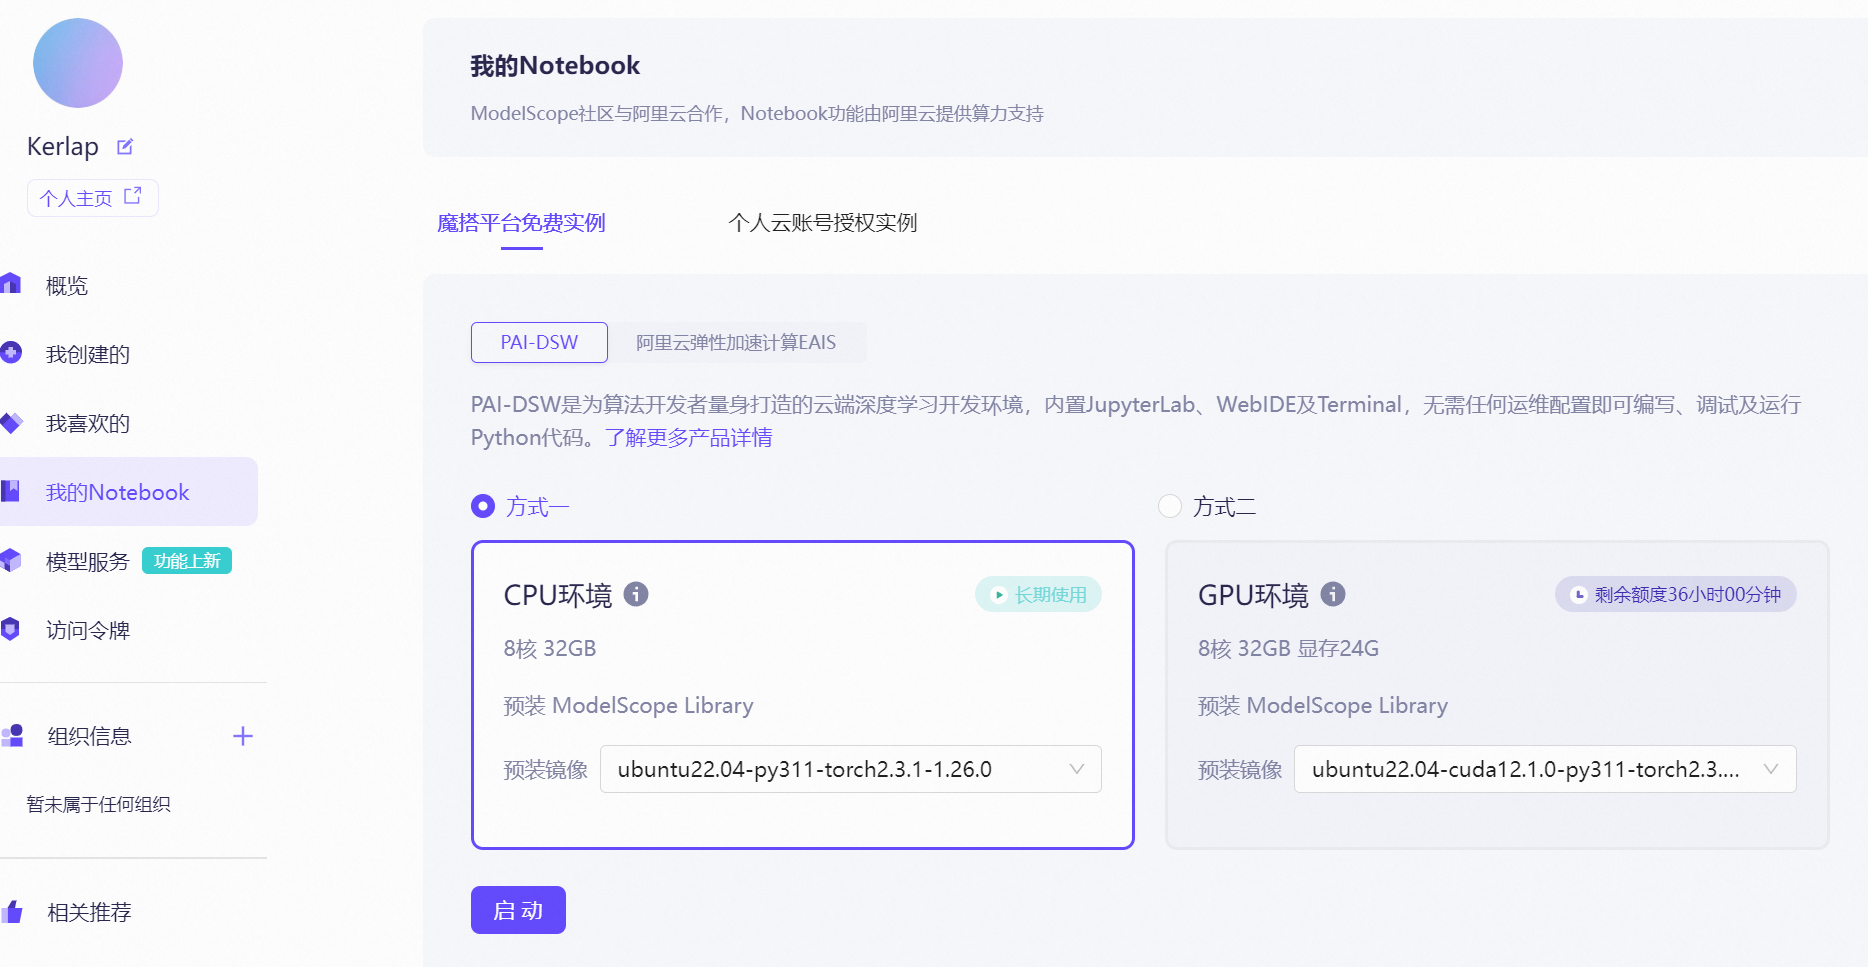 Kerlap
个人主页
概览
我创建的
我喜欢的
我的Notebook
模型服务 功能上新
访问令牌
组织信息
暂未属于任何组织
相关推荐
我的Notebook
ModelScope社区与阿里云合作，Notebook功能由阿里云提供算力支持
魔搭平台免费实例
个人云账号授权实例
PAI-DSW
阿里云弹性加速计算EAIS
PAI-DSW是为算法开发者量身打造的云端深度学习开发环境，内置JupyterLab、WebIDE及Terminal，无需任何运维配置即可编写、调试及运行
Python代码。了解更多产品详情
方式一
CPU环境 长期使用
8核 32GB
预装 ModelScope Library
预装镜像 ubuntu22.04-py311-torch2.3.1-1.26.0
方式二
GPU环境 剩余额度36小时00分钟
8核 32GB 显存24G
预装 ModelScope Library
预装镜像 ubuntu22.04-cuda12.1.0-py311-torch2.3....
启动